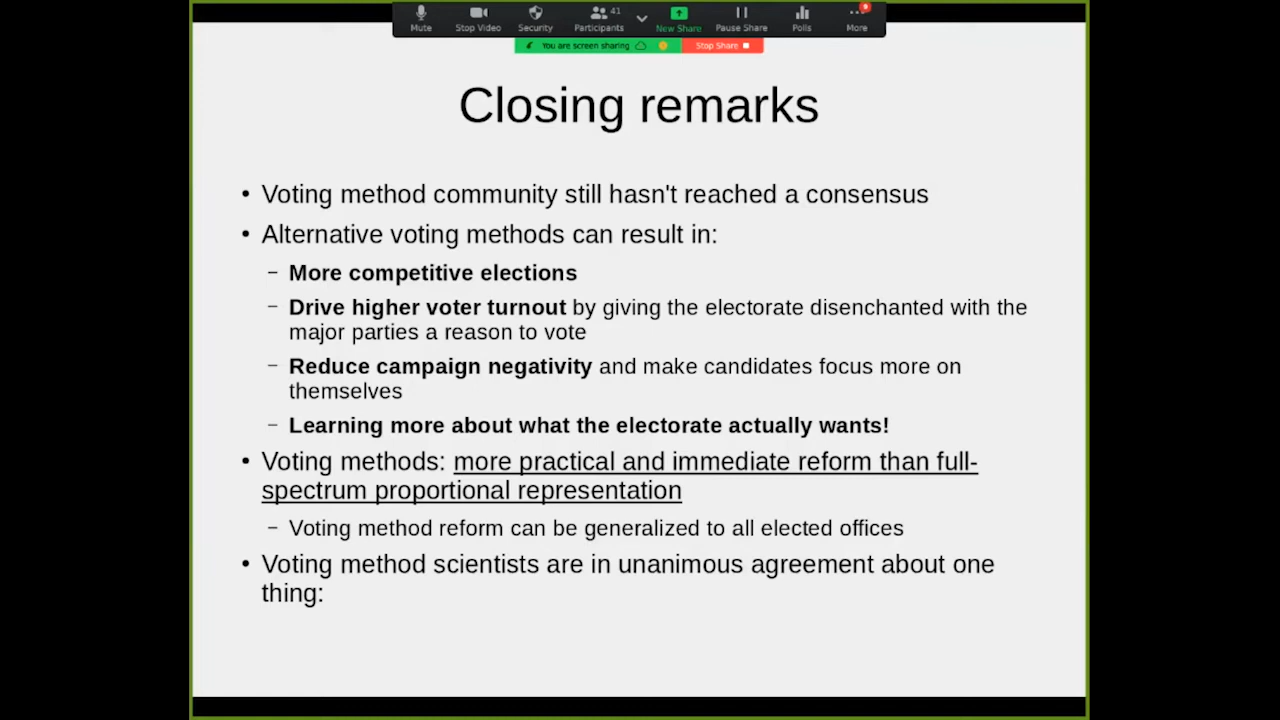 41
9
Mute Stop Video Security Participants New Share Pause Share Polls More
You are screen sharing Stop Share
Closing remarks
• Voting method community still hasn't reached a consensus
• Alternative voting methods can result in:
– More competitive elections
– Drive higher voter turnout by giving the electorate disenchanted with the
major parties a reason to vote
– Reduce campaign negativity and make candidates focus more on
themselves
– Learning more about what the electorate actually wants!
• Voting methods: more practical and immediate reform than full-
spectrum proportional representation
– Voting method reform can be generalized to all elected offices
• Voting method scientists are in unanimous agreement about one
thing: